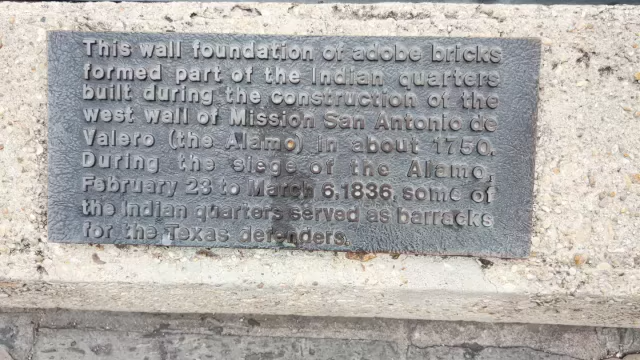 This wall foundation of adobe bricks
formed part of the Indian quarters
built during the construction of the
west wall of Mission San Antonio de
Valero (the Alamo) in about 1750.
During the siege of the Alamo,
February 23 to March 6,1836, some of
the Indian quarters served as barracks
for the Texas defenders.